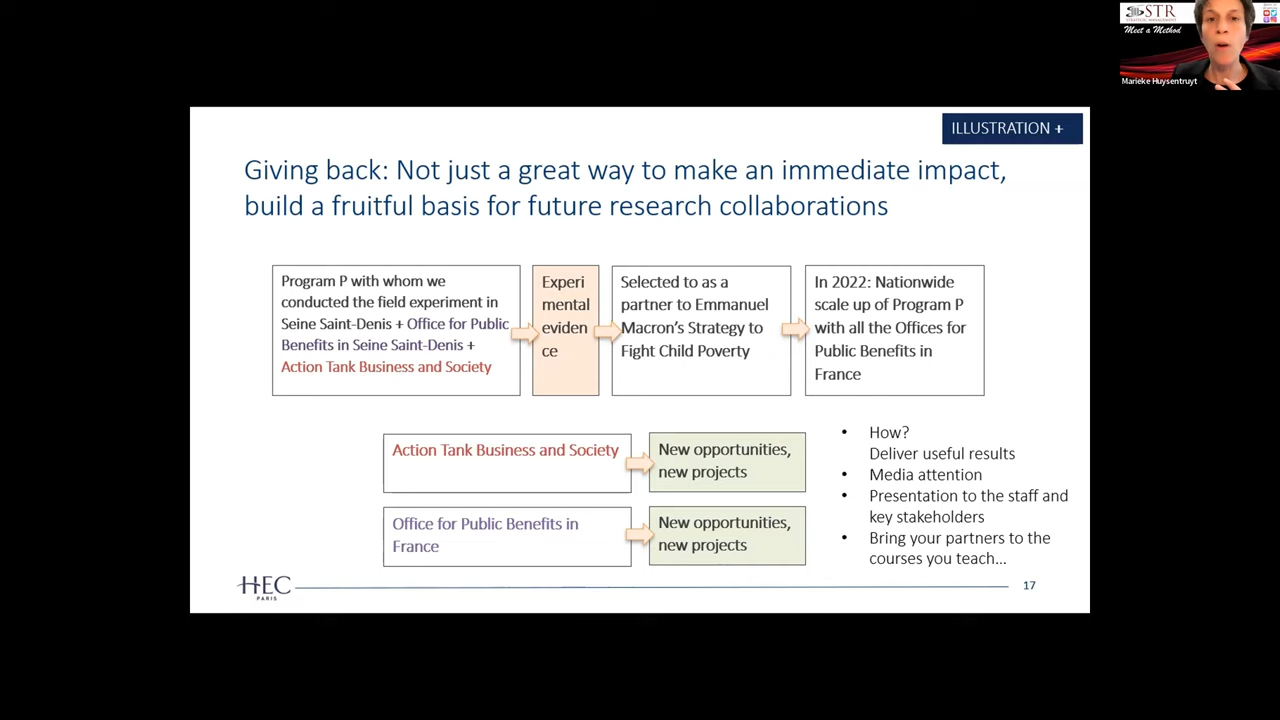 STR
STRATEGIC MANAGEMENT
Meet a Method
Marieke Huysentruyt
ILLUSTRATION +
Giving back: Not just a great way to make an immediate impact,
build a fruitful basis for future research collaborations
Program P with whom we
conducted the field experiment in
Seine Saint-Denis + Office for Public
Benefits in Seine Saint-Denis +
Action Tank Business and Society
Experi
mental
eviden
ce
Selected to as a
partner to Emmanuel
Macron's Strategy to
Fight Child Poverty
In 2022: Nationwide
scale up of Program P
with all the Offices for
Public Benefits in
France
Action Tank Business and Society
New opportunities,
new projects
Office for Public Benefits in
France
New opportunities,
new projects
• How?
Deliver useful results
• Media attention
• Presentation to the staff and
key stakeholders
• Bring your partners to the
courses you teach...
HEC
PARIS
17